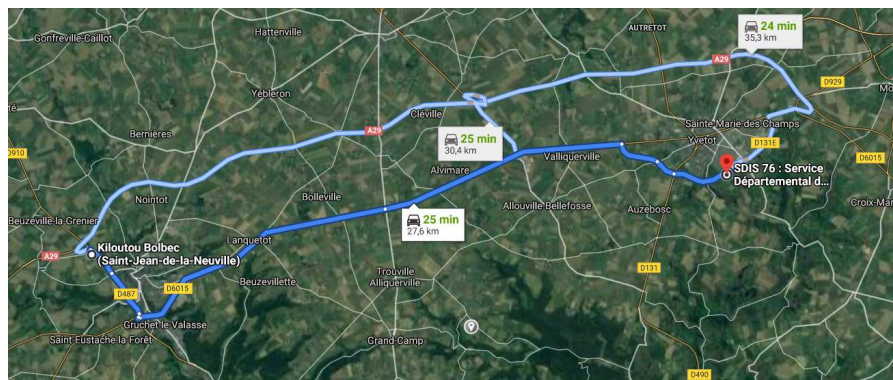 Gonfreville-Caillot
Hattenville
AUTRETOT
24 min
35,3 km
A29
D929
Yébleron
Cléville
Bernières
A29
Sainte-Marie des Champs
Yvetot
D131E
D910
25 min
30,4 km
Valliquerville
D6015
Alvimare
SDIS 76 : Service
Départemental d...
Nointot
Bolleville
Allouville-Bellefosse
Auzebosc
Croix-Mar
Beuzeville la Grenier
25 min
27,6 km
Lanquetot
Kiloutou Bolbec
(Saint-Jean-de-la-Neuville)
A29
Trouville
Alliquerville
Beuzevillette
D131
D6015
D487
Gruchet-le-Valasse
Saint-Eustache-la-Forêt
Grand-Camp
D490